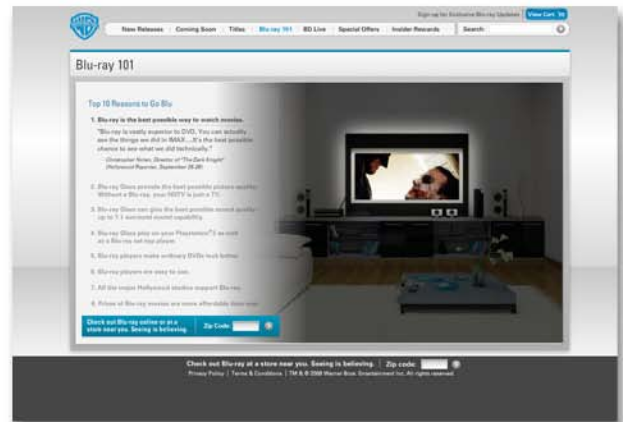 Sign up for Exclusive Blu-ray Updates View Cart
New Releases Coming Soon Titles Blu-ray 101 BD Live Special Offers Insider Rewards Search
Blu-ray 101
Top 10 Reasons to Go Blu
1. Blu-ray is the best possible way to watch movies.
"Blu-ray is vastly superior to DVD. You can actually
see the things we did in IMAX....It's the best possible
chance to see what we did technically."
- Christopher Nolan, Director of "The Dark Knight"
(Hollywood Reporter, September
2. Blu-ray Discs provide the best possible picture quality.
Without a Blu-ray, your HDTV is just a TV.
3. Blu-ray Discs can give the best possible sound quality -
up to 7.1 surround sound capability.
4. Blu-ray Discs play on your Playstation®3 as well
as a Blu-ray set top player.
5. Blu-ray players make ordinary DVDs look better.
6. Blu-ray players are easy to use.
7. All the major Hollywood studios support Blu-ray.
8. Prices of Blu-ray movies are more affordable than ever.
Check out Blu-ray online or at a
store near you. Seeing is believing. Zip Code:
Check out Blu-ray at a store near you. Seeing is believing. Zip code:
Privacy Policy | Terms & Conditions | TM & © 2008 Warner Bros. Entertainment Inc. All rights reserved.